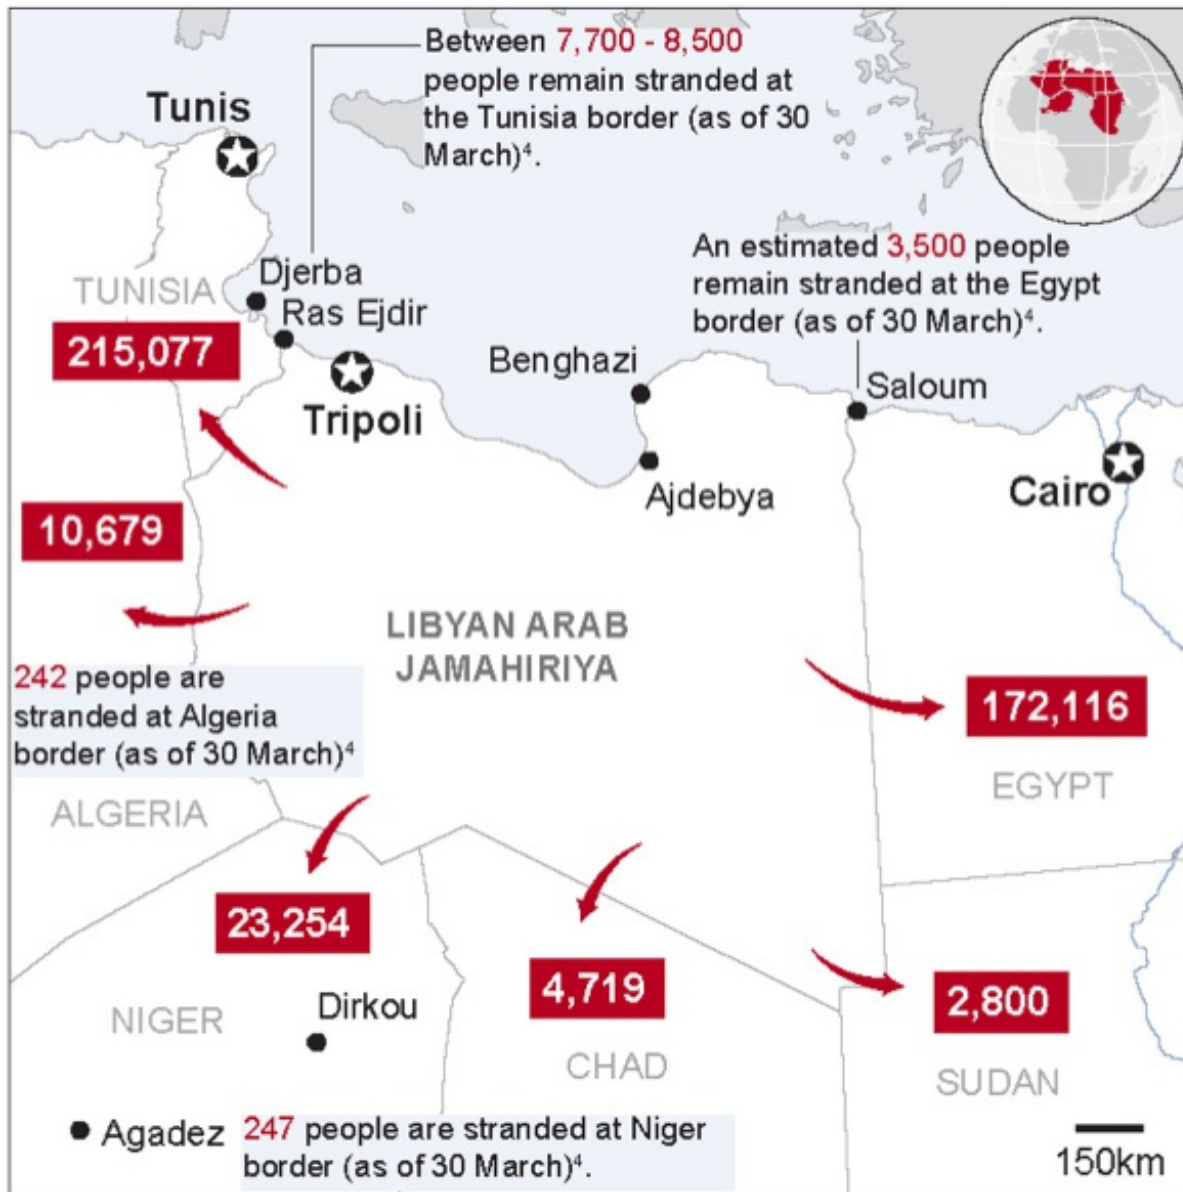 Between 7,700 - 8,500
people remain stranded at
the Tunisia border (as of 30
March)⁴.
Tunis
An estimated 3,500 people
remain stranded at the Egypt
border (as of 30 March)⁴.
Djerba
TUNISIA
Ras Ejdir
215,077
Benghazi
Saloum
Tripoli
Cairo
Ajdebya
10,679
LIBYAN ARAB
JAMAHIRIYA
242 people are
stranded at Algeria
border (as of 30 March)⁴
172,116
EGYPT
ALGERIA
23,254
4,719
2,800
Dirkou
NIGER
CHAD
SUDAN
Agadez
247 people are stranded at Niger
border (as of 30 March)⁴.
150km